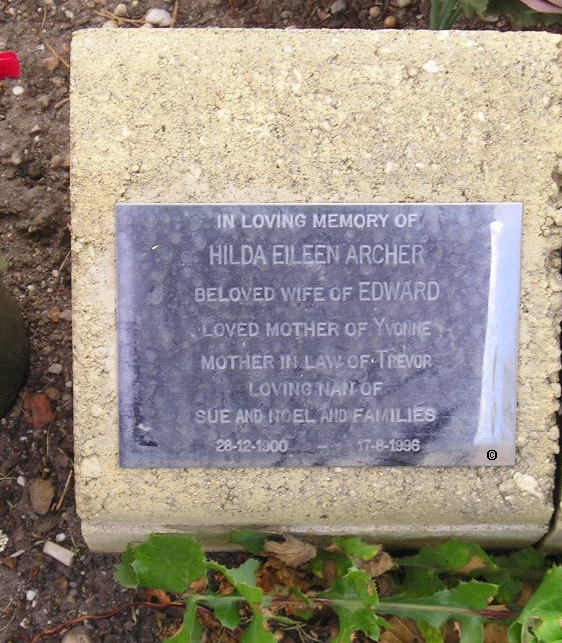 IN LOVING MEMORY OF
HILDA EILEEN ARCHER
BELOVED WIFE OF EDWARD
LOVED MOTHER OF YVONNE
MOTHER IN LAW OF TREVOR
LOVING NAN OF
SUE AND NOEL AND FAMILIES
28-12-1900 – 17-8-1996
©